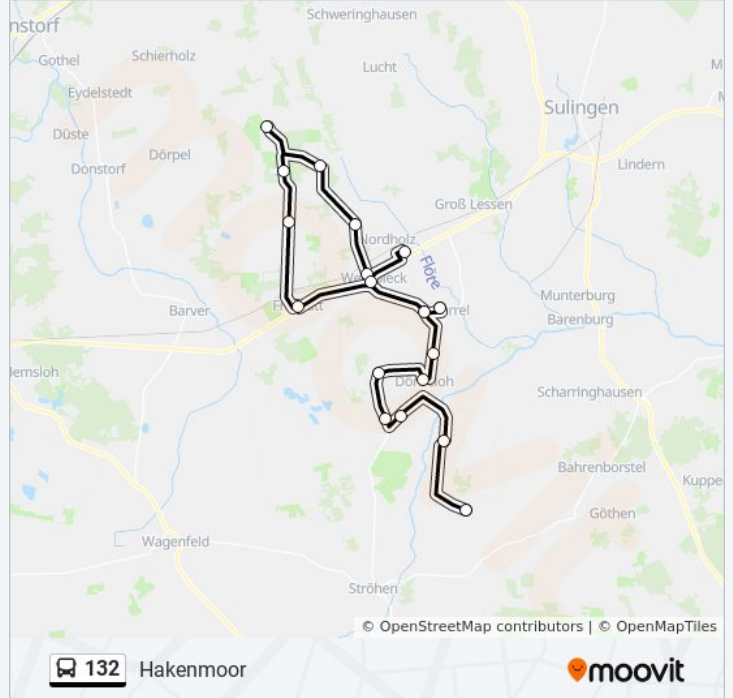 nstorf
Schweringhausen
Gothel
Schierholz
Lucht
Eydelstedt
Sulingen
Düste
Dörpel
Donstorf
Lindern
Groß Lessen
Nordholz
Flöte
Barver
Munterburg
Barenburg
lemsloh
Scharringhausen
Bahrenborstel
Kuppe
Göthen
Wagenfeld
Ströhen
© OpenStreetMap contributors | © OpenMapTiles
132 Hakenmoor
moovit